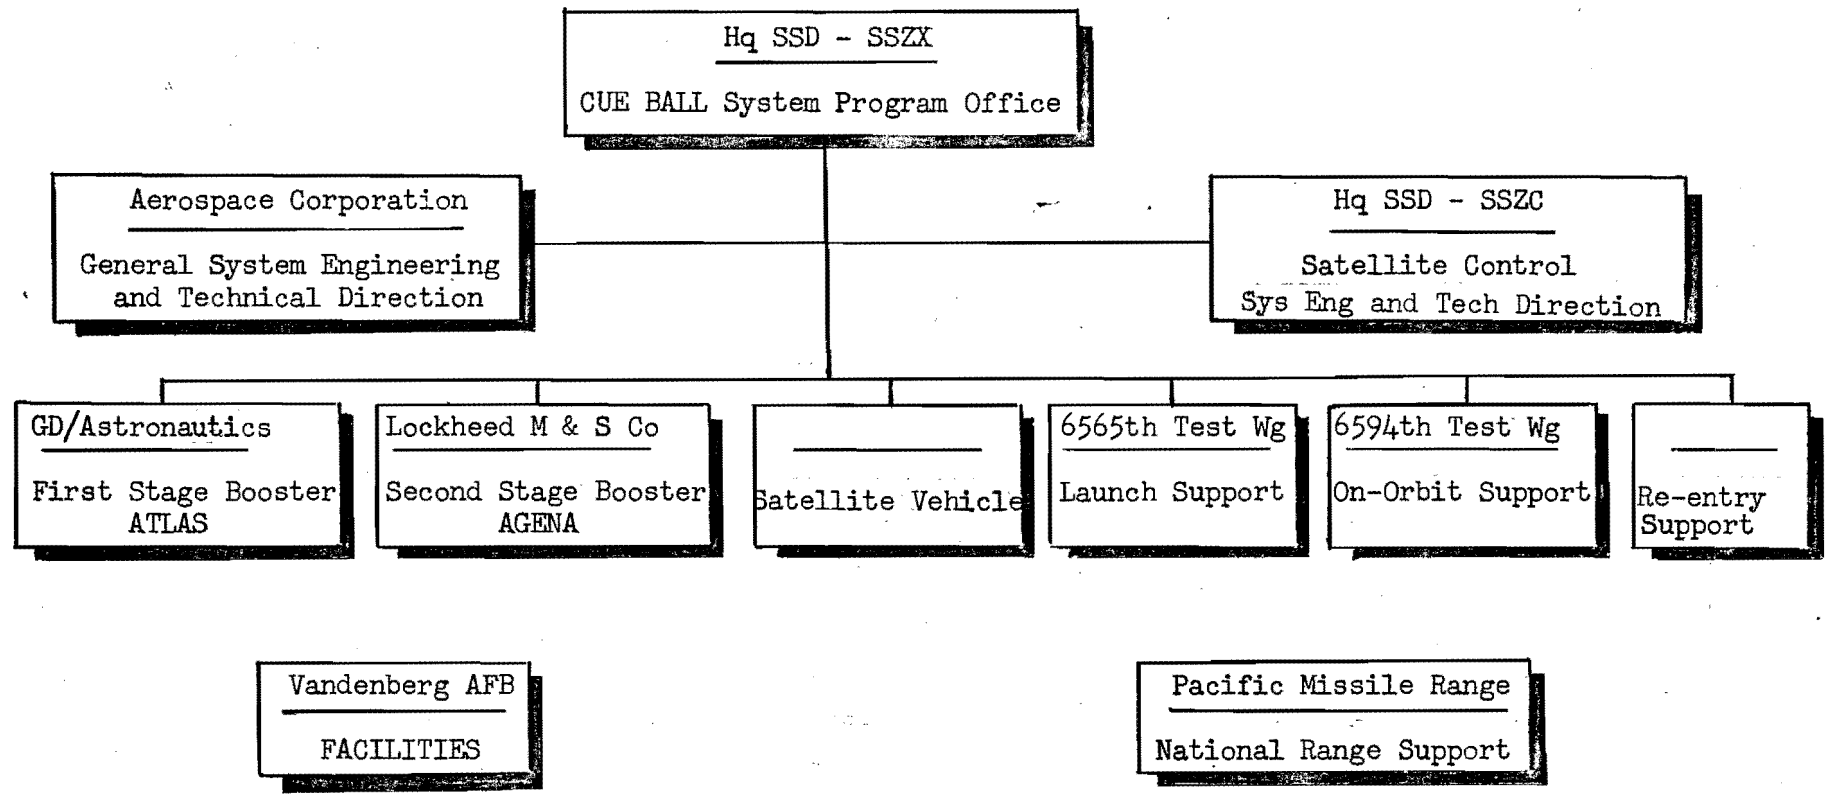 Hq SSD - SSZX
CUE BALL System Program Office
Aerospace Corporation
General System Engineering
and Technical Direction
Hq SSD - SSZC
Satellite Control
Sys Eng and Tech Direction
GD/Astronautics
First Stage Booster
ATLAS
Lockheed M & S Co
Second Stage Booster
AGENA
Satellite Vehicle
6565th Test Wg
Launch Support
6594th Test Wg
On-Orbit Support
Re-entry
Support
Vandenberg AFB
FACILITIES
Pacific Missile Range
National Range Support